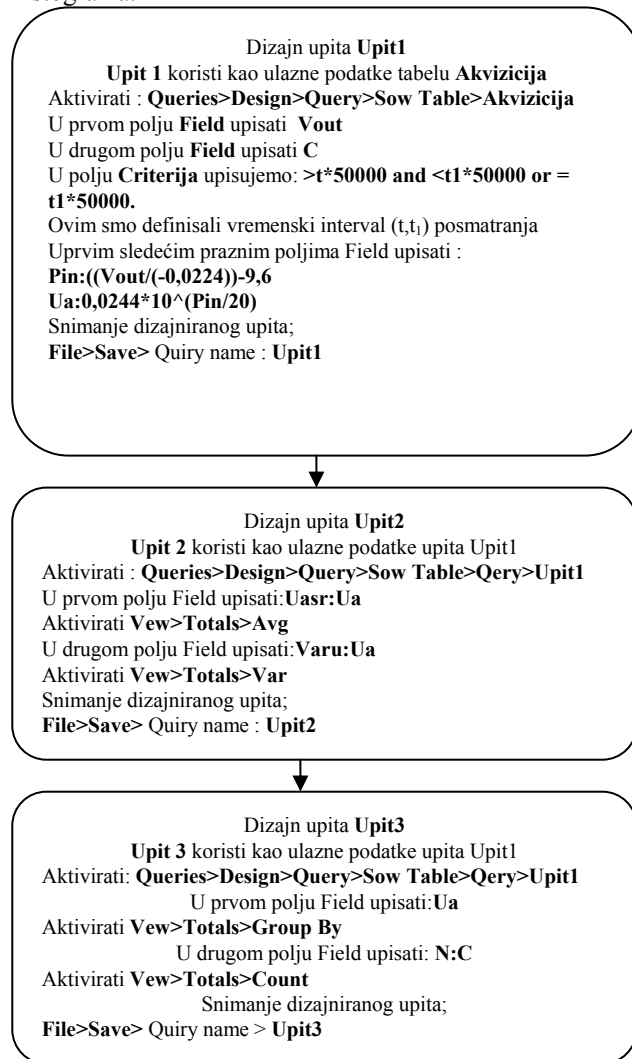 Dizajn upita Upit1
Upit 1 koristi kao ulazne podatke tabelu Akvizicija
Aktivirati : Queries>Design>Query>Sow Table>Akvizicija
U prvom polju Field upisati Vout
U drugom polju Field upisati C
U polju Criterija upisujemo: >t*50000 and <t1*50000 or =
t1*50000.
Ovim smo definisali vremenski interval (t,t₁) posmatranja
Uprvim sledećim praznim poljima Field upisati :
Pin:((Vout/(-0,0224))-9,6
Ua:0,0244*10^(Pin/20)
Snimanje dizajniranog upita;
File>Save> Quiry name : Upit1
Dizajn upita Upit2
Upit 2 koristi kao ulazne podatke upita Upit1
Aktivirati : Queries>Design>Query>Sow Table>Qery>Upit1
U prvom polju Field upisati:Uasr:Ua
Aktivirati Vew>Totals>Avg
U drugom polju Field upisati:Varu:Ua
Aktivirati Vew>Totals>Var
Snimanje dizajniranog upita;
File>Save> Quiry name : Upit2
Dizajn upita Upit3
Upit 3 koristi kao ulazne podatke upita Upit1
Aktivirati: Queries>Design>Query>Sow Table>Qery>Upit1
U prvom polju Field upisati:Ua
Aktivirati Vew>Totals>Group By
U drugom polju Field upisati: N:C
Aktivirati Vew>Totals>Count
Snimanje dizajniranog upita;
File>Save> Quiry name > Upit3